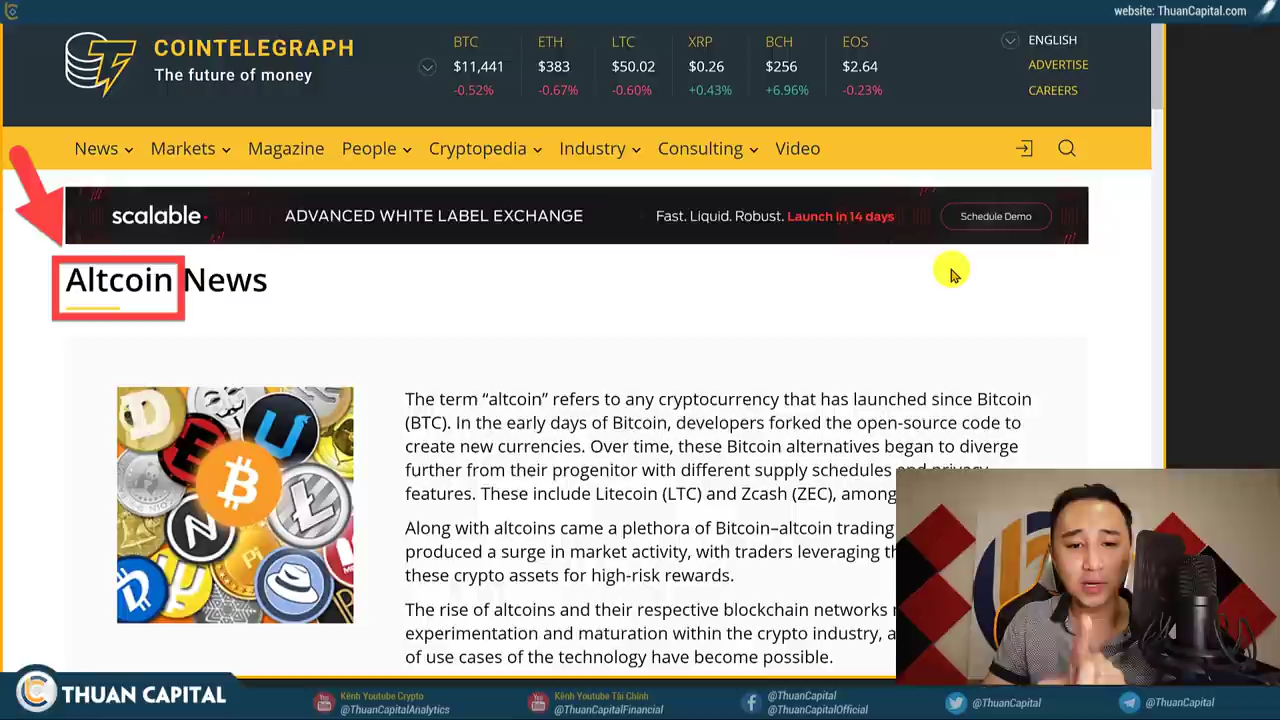 website: ThuanCapital.com
COINTELEGRAPH
The future of money
BTC ETH LTC XRP BCH EOS
$11,441 $383 $50.02 $0.26 $256 $2.64
-0.52% -0.67% -0.60% +0.43% +6.96% -0.23%
ENGLISH
ADVERTISE
CAREERS
News Markets Magazine People Cryptopedia Industry Consulting Video
scalable ADVANCED WHITE LABEL EXCHANGE Fast. Liquid. Robust. Launch in 14 days Schedule Demo
Altcoin News
The term “altcoin” refers to any cryptocurrency that has launched since Bitcoin
(BTC). In the early days of Bitcoin, developers forked the open-source code to
create new currencies. Over time, these Bitcoin alternatives began to diverge
further from their progenitor with different supply schedules and privacy
features. These include Litecoin (LTC) and Zcash (ZEC), among
Along with altcoins came a plethora of Bitcoin–altcoin trading
produced a surge in market activity, with traders leveraging
these crypto assets for high-risk rewards.
The rise of altcoins and their respective blockchain networks
experimentation and maturation within the crypto industry,
of use cases of the technology have become possible.
THUAN CAPITAL
Kênh Youtube Crypto
@ThuanCapitalAnalytics
Kênh Youtube Tài Chính
@ThuanCapitalFinancial
@ThuanCapital
@ThuanCapitalOfficial
@ThuanCapital
@ThuanCapital